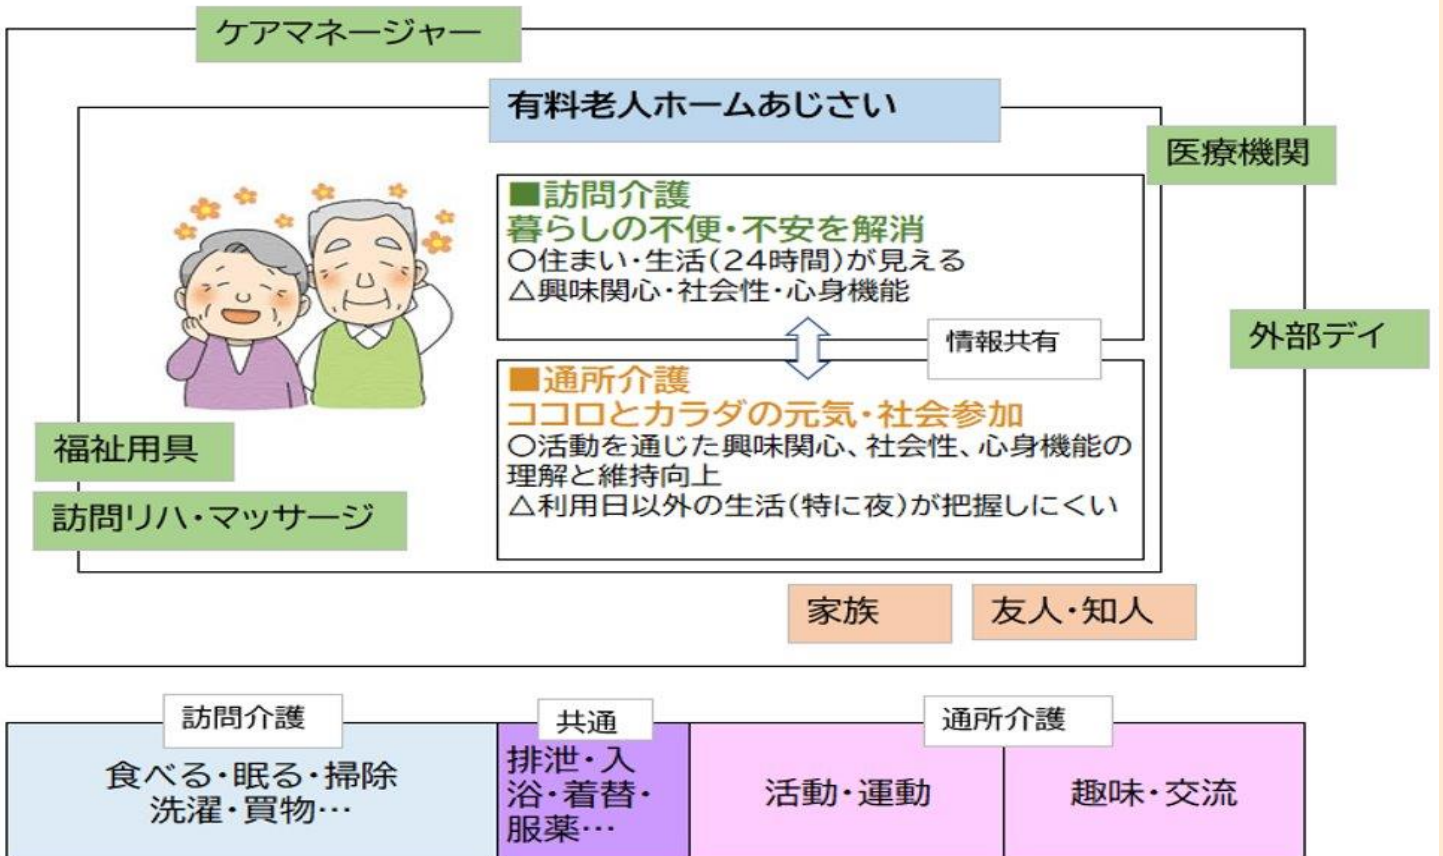 ケアマネージャー
有料老人ホームあじさい
医療機関
■訪問介護
暮らしの不便・不安を解消
○住まい・生活(24時間)が見える
△興味関心・社会性・心身機能
情報共有
外部デイ
■通所介護
ココロとカラダの元気・社会参加
○活動を通じた興味関心、社会性、心身機能の
理解と維持向上
△利用日以外の生活(特に夜)が把握しにくい
福祉用具
訪問リハ・マッサージ
家族
友人・知人
訪問介護
食べる・眠る・掃除
洗濯・買物…
共通
排泄・入
浴・着替・
服薬…
通所介護
活動・運動
趣味・交流